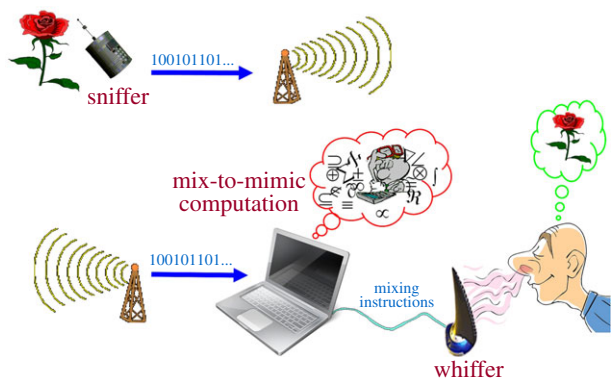 100101101...
sniffer
mix-to-mimic
computation
100101101...
mixing
instructions
whiffer